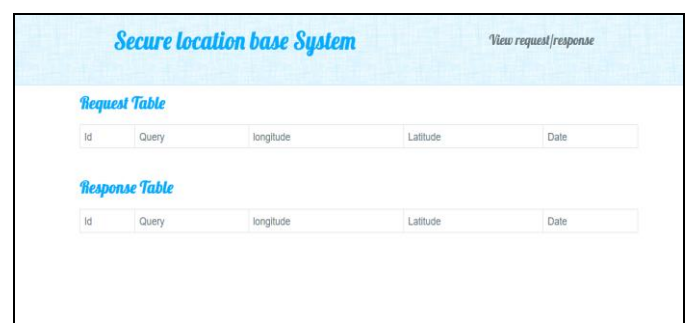 Secure location base System View request/response
Request Table
Id Query longitude Latitude Date
Response Table
Id Query longitude Latitude Date